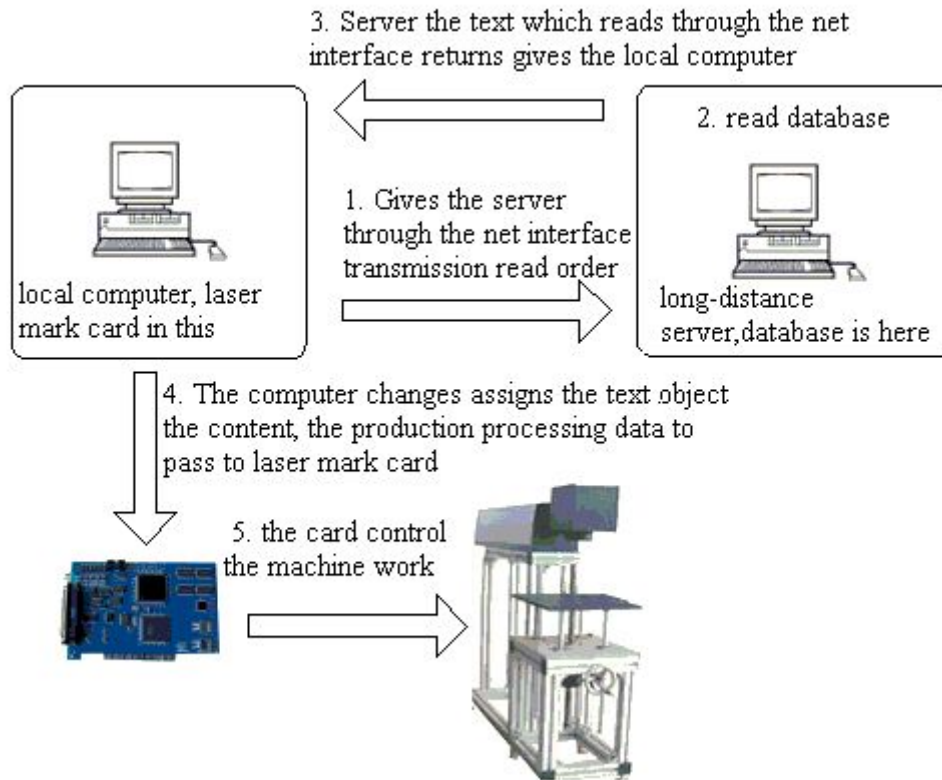 3. Server the text which reads through the net
interface returns gives the local computer
2. read database
1. Gives the server
through the net interface
transmission read order
local computer, laser
mark card in this
long-distance
server,database is here
4. The computer changes assigns the text object
the content, the production processing data to
pass to laser mark card
5. the card control
the machine work